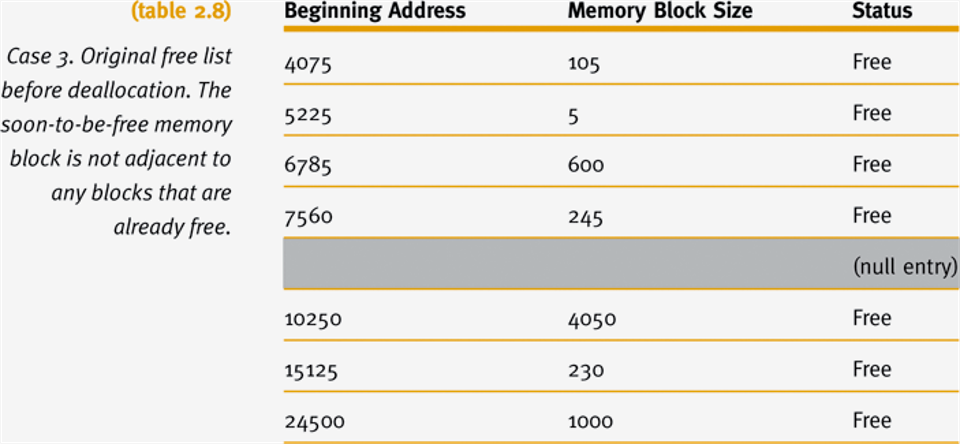 (table 2.8)
Case 3. Original free list
before deallocation. The
soon-to-be-free memory
block is not adjacent to
any blocks that are
already free.
Beginning Address Memory Block Size Status
4075 105 Free
5225 5 Free
6785 600 Free
7560 245 Free
(null entry)
10250 4050 Free
15125 230 Free
24500 1000 Free